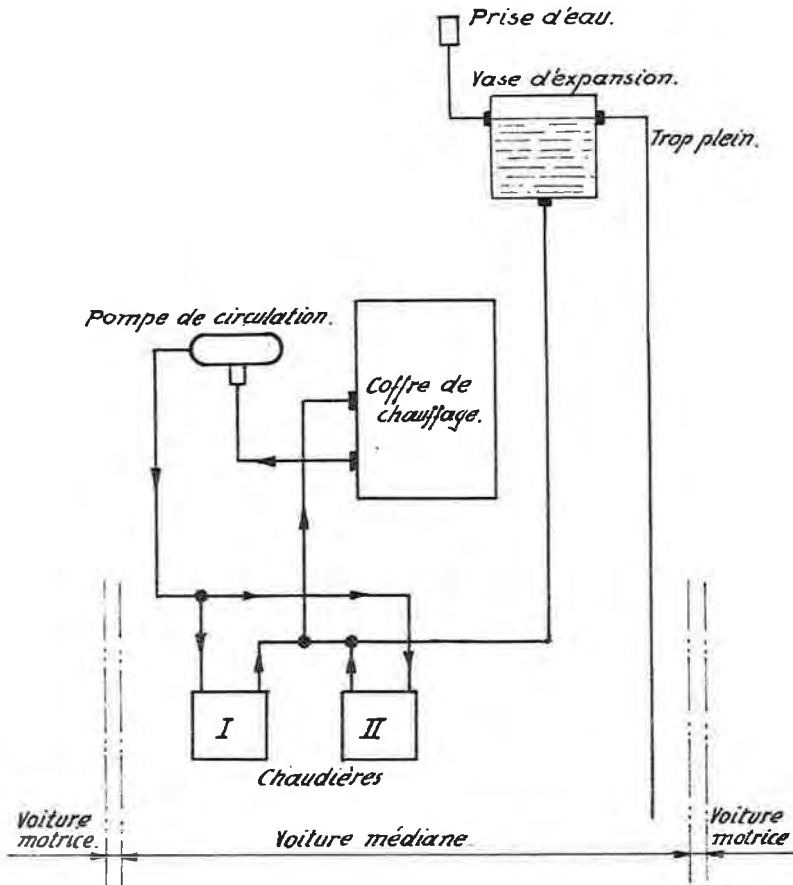 Prise d'eau.
Vase d'expansion.
Trop plein.
Pompe de circulation.
Coffre de
chauffage.
I
II
Chaudières
Voiture
motrice.
Voiture médiane
Voiture
motrice